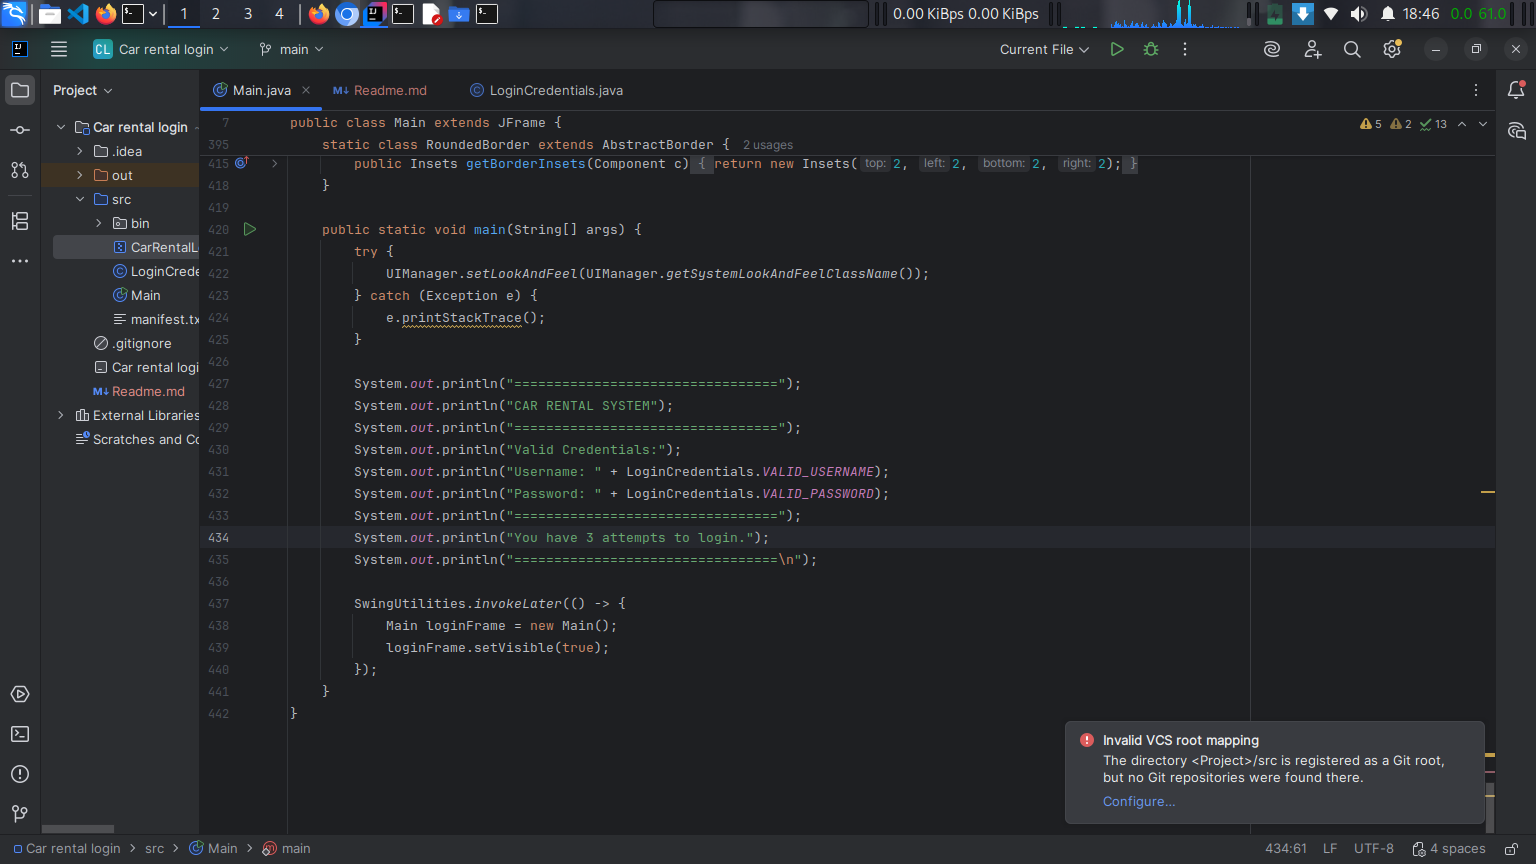 1 2 3 4 0.00 KiBps 0.00 KiBps 18:46 0.0 61.0
CL Car rental login main Current File
Project
Main.java
M↓ Readme.md
LoginCredentials.java
Car rental login
.idea
out
src
bin
CarRentalL
LoginCrede
Main
manifest.tx
.gitignore
Car rental logi
M↓ Readme.md
External Libraries
Scratches and Co
5 2 13
7 public class Main extends JFrame {
395 static class RoundedBorder extends AbstractBorder { 2 usages
415 public Insets getBorderInsets(Component c) { return new Insets( top: 2, left: 2, bottom: 2, right: 2); }
418 }
419
420 public static void main(String[] args) {
421 try {
422 UIManager.setLookAndFeel(UIManager.getSystemLookAndFeelClassName());
423 } catch (Exception e) {
424 e.printStackTrace();
425 }
426
427 System.out.println("=================================");
428 System.out.println("CAR RENTAL SYSTEM");
429 System.out.println("=================================");
430 System.out.println("Valid Credentials:");
431 System.out.println("Username: " + LoginCredentials.VALID_USERNAME);
432 System.out.println("Password: " + LoginCredentials.VALID_PASSWORD);
433 System.out.println("=================================");
434 System.out.println("You have 3 attempts to login.");
435 System.out.println("=================================\n");
436
437 SwingUtilities.invokeLater(() -> {
438 Main loginFrame = new Main();
439 loginFrame.setVisible(true);
440 });
441 }
442 }
Invalid VCS root mapping
The directory <Project>/src is registered as a Git root,
but no Git repositories were found there.
Configure...
Car rental login > src > Main > main 434:61 LF UTF-8 4 spaces